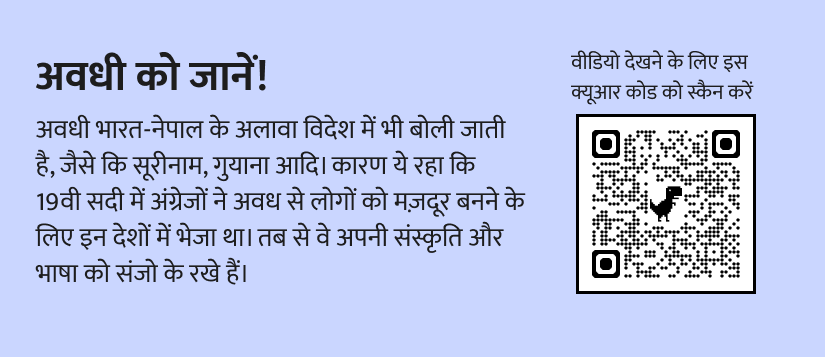 अवधी को जानें!
अवधी भारत-नेपाल के अलावा विदेश में भी बोली जाती
है, जैसे कि सूरीनाम, गुयाना आदि। कारण ये रहा कि
19वी सदी में अंग्रेजों ने अवध से लोगों को मज़दूर बनने के
लिए इन देशों में भेजा था। तब से वे अपनी संस्कृति और
भाषा को संजो के रखे हैं।
वीडियो देखने के लिए इस
क्यूआर कोड को स्कैन करें